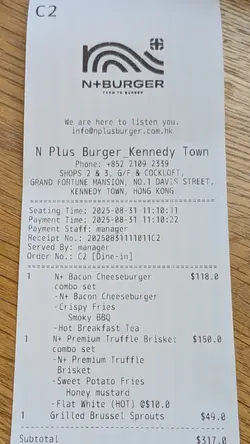 C2
N+BURGER
BORN TO BURGER
We are here to listen you.
info@nplusburger.com.hk
N Plus Burger Kennedy Town
Phone: +852 2109 2339
SHOPS 2 & 3, G/F & COCKLOFT,
GRAND FORTUNE MANSION, NO.1 DAVIS STREET,
KENNEDY TOWN, HONG KONG
Seating Time: 2025-08-31 11:10:11
Payment Time: 2025-08-31 11:10:22
Payment Staff: manager
Receipt No.: 20250831111011C2
Served By: manager
Order No.: C2 [Dine-in]
1 N+ Bacon Cheeseburger $118.0
combo set
-N+ Bacon Cheeseburger
-Crispy Fries
Smoky BBQ
-Hot Breakfast Tea
1 N+ Premium Truffle Brisket $150.0
combo set
-N+ Premium Truffle
Brisket
-Sweet Potato Fries
Honey mustard
-Flat White (HOT) @$10.0
1 Grilled Brussel Sprouts $49.0
Subtotal $317.0